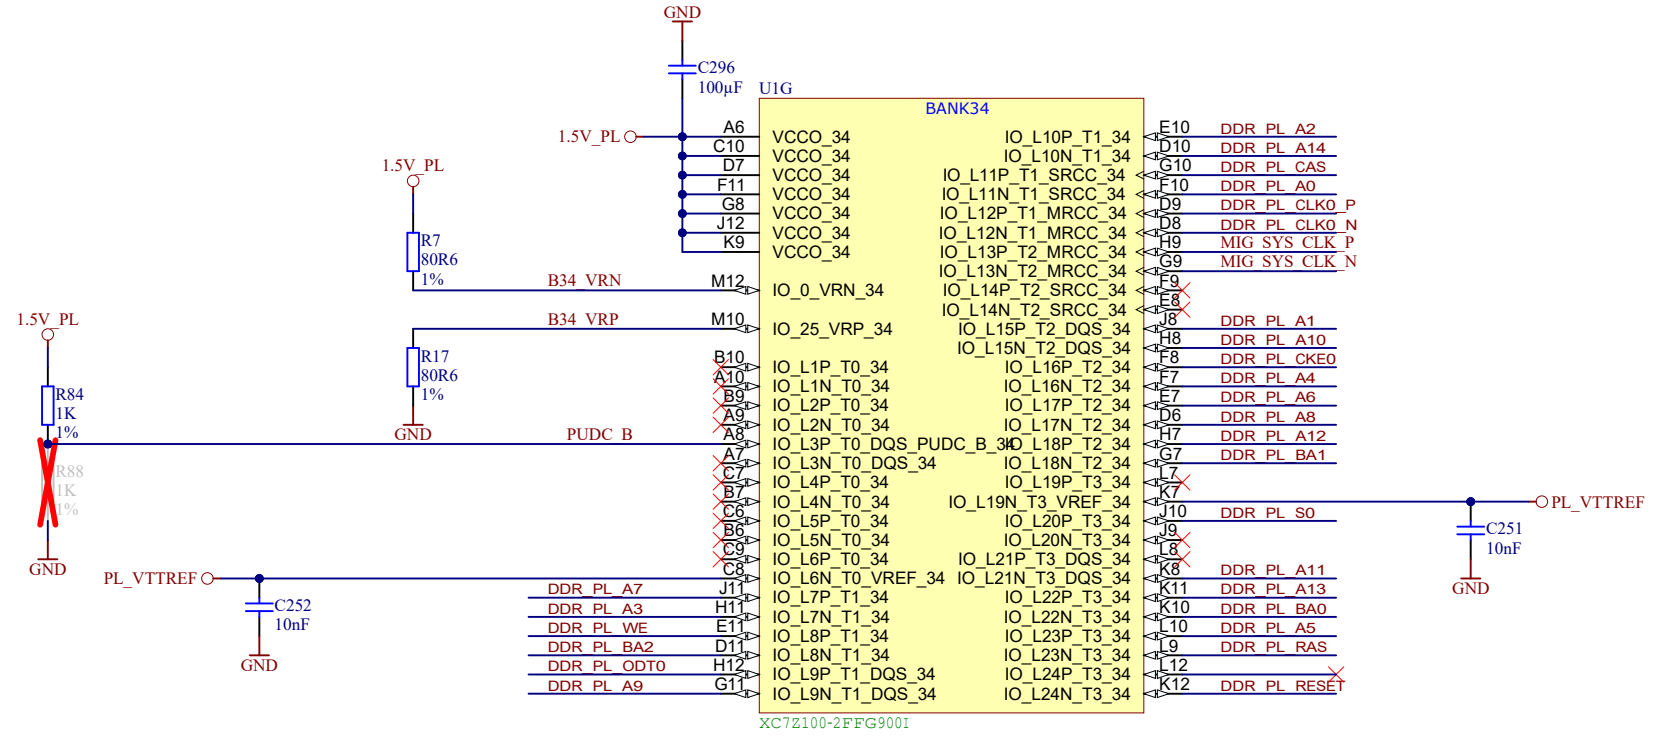 GND
C296
100µF
U1G
BANK34
1.5V_PL
A6 VCCO_34
C10 VCCO_34
D7 VCCO_34
F11 VCCO_34
G8 VCCO_34
J12 VCCO_34
K9 VCCO_34
1.5V_PL
R7
80R6
1%
B34_VRN M12 IO_0_VRN_34
B34_VRP M10 IO_25_VRP_34
R17
80R6
1%
GND
1.5V_PL
R84
1K
1%
PUDC_B
R88
1K
1%
GND
B10 IO_L1P_T0_34
A10 IO_L1N_T0_34
B9 IO_L2P_T0_34
A9 IO_L2N_T0_34
A8 IO_L3P_T0_DQS_PUDC_B_34
A7 IO_L3N_T0_DQS_34
C7 IO_L4P_T0_34
B7 IO_L4N_T0_34
C6 IO_L5P_T0_34
B6 IO_L5N_T0_34
C9 IO_L6P_T0_34
PL_VTTREF C8 IO_L6N_T0_VREF_34
C252
10nF
GND
DDR_PL_A7 J11 IO_L7P_T1_34
DDR_PL_A3 H11 IO_L7N_T1_34
DDR_PL_WE E11 IO_L8P_T1_34
DDR_PL_BA2 D11 IO_L8N_T1_34
DDR_PL_ODT0 H12 IO_L9P_T1_DQS_34
DDR_PL_A9 G11 IO_L9N_T1_DQS_34
IO_L10P_T1_34 E10 DDR_PL_A2
IO_L10N_T1_34 D10 DDR_PL_A14
IO_L11P_T1_SRCC_34 G10 DDR_PL_CAS
IO_L11N_T1_SRCC_34 F10 DDR_PL_A0
IO_L12P_T1_MRCC_34 D9 DDR_PL_CLK0_P
IO_L12N_T1_MRCC_34 D8 DDR_PL_CLK0_N
IO_L13P_T2_MRCC_34 H9 MIG_SYS_CLK_P
IO_L13N_T2_MRCC_34 G9 MIG_SYS_CLK_N
IO_L14P_T2_SRCC_34 F9
IO_L14N_T2_SRCC_34 E8
IO_L15P_T2_DQS_34 J8 DDR_PL_A1
IO_L15N_T2_DQS_34 H8 DDR_PL_A10
IO_L16P_T2_34 F8 DDR_PL_CKE0
IO_L16N_T2_34 F7 DDR_PL_A4
IO_L17P_T2_34 E7 DDR_PL_A6
IO_L17N_T2_34 D6 DDR_PL_A8
IO_L18P_T2_34 H7 DDR_PL_A12
IO_L18N_T2_34 G7 DDR_PL_BA1
IO_L19P_T3_34 L7
IO_L19N_T3_VREF_34 K7 PL_VTTREF
IO_L20P_T3_34 J10 DDR_PL_S0
IO_L20N_T3_34 J9
IO_L21P_T3_DQS_34 L8
IO_L21N_T3_DQS_34 K8 DDR_PL_A11
IO_L22P_T3_34 K11 DDR_PL_A13
IO_L22N_T3_34 K10 DDR_PL_BA0
IO_L23P_T3_34 L10 DDR_PL_A5
IO_L23N_T3_34 L9 DDR_PL_RAS
IO_L24P_T3_34 L12
IO_L24N_T3_34 K12 DDR_PL_RESET
C251
10nF
GND
XC7Z100-2FFG900I